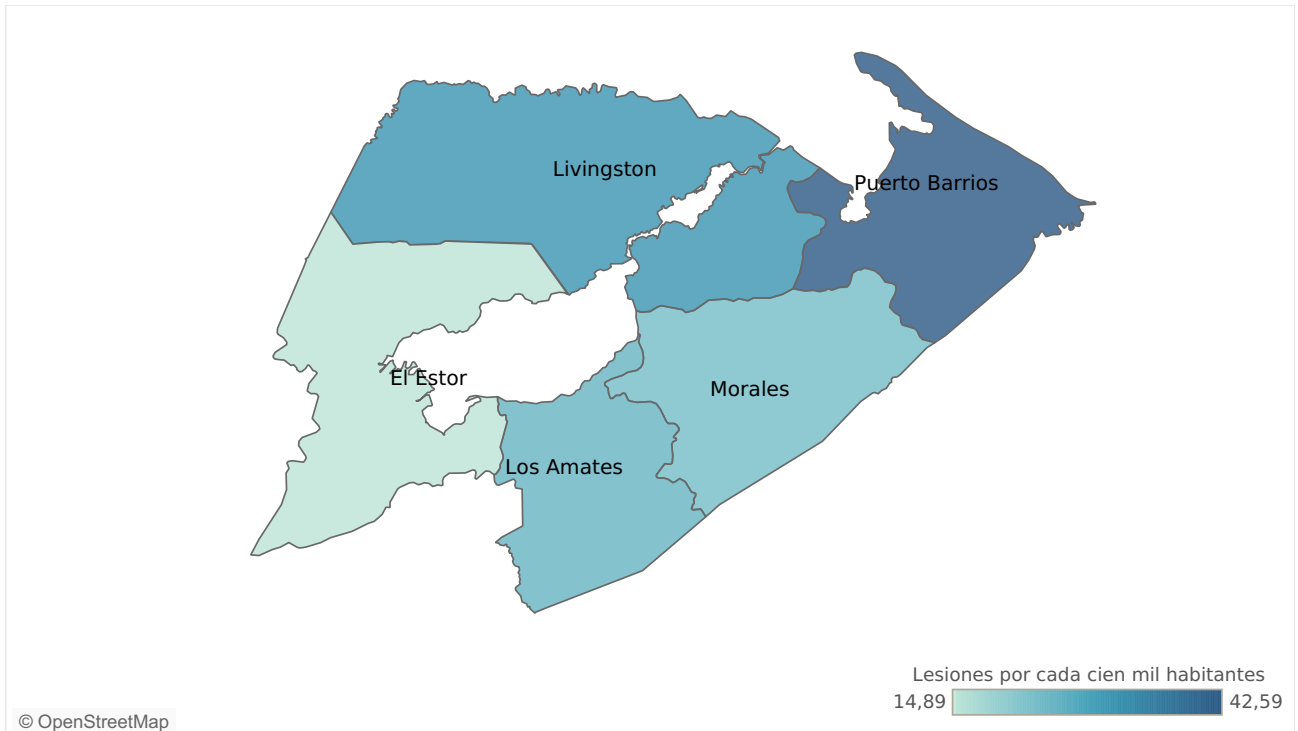 Livingston
Puerto Barrios
El Estor
Morales
Los Amates
Lesiones por cada cien mil habitantes
14,89
42,59
© OpenStreetMap